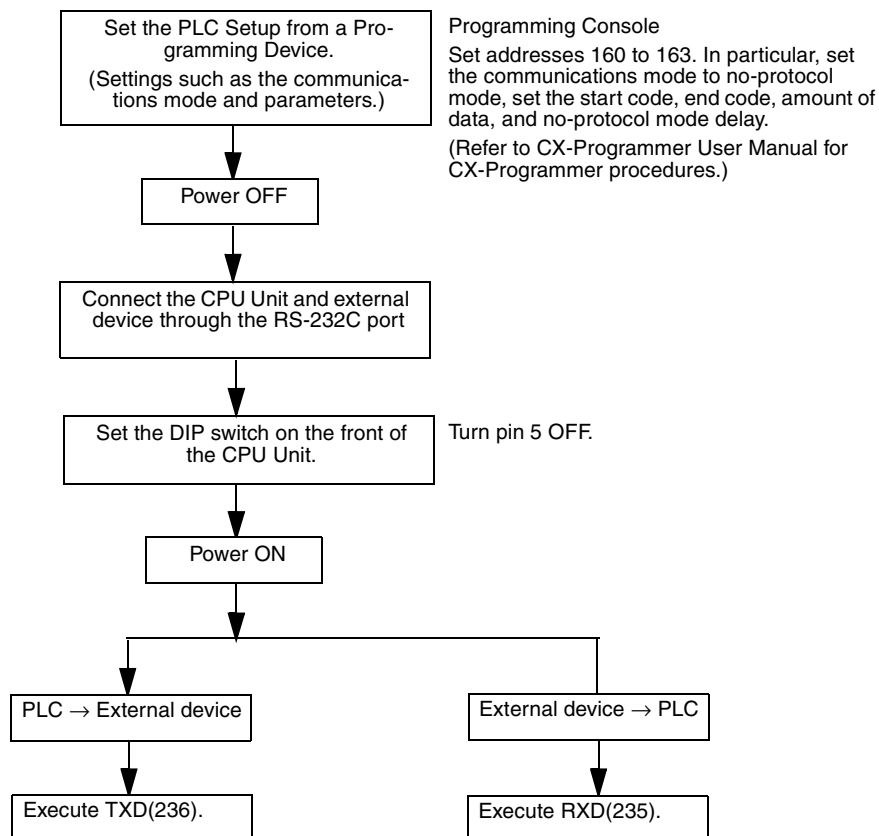 Set the PLC Setup from a Pro-
gramming Device.
(Settings such as the communica-
tions mode and parameters.)
Programming Console
Set addresses 160 to 163. In particular, set
the communications mode to no-protocol
mode, set the start code, end code, amount of
data, and no-protocol mode delay.
(Refer to CX-Programmer User Manual for
CX-Programmer procedures.)
Power OFF
Connect the CPU Unit and external
device through the RS-232C port
Set the DIP switch on the front of
the CPU Unit.
Turn pin 5 OFF.
Power ON
PLC → External device
External device → PLC
Execute TXD(236).
Execute RXD(235).